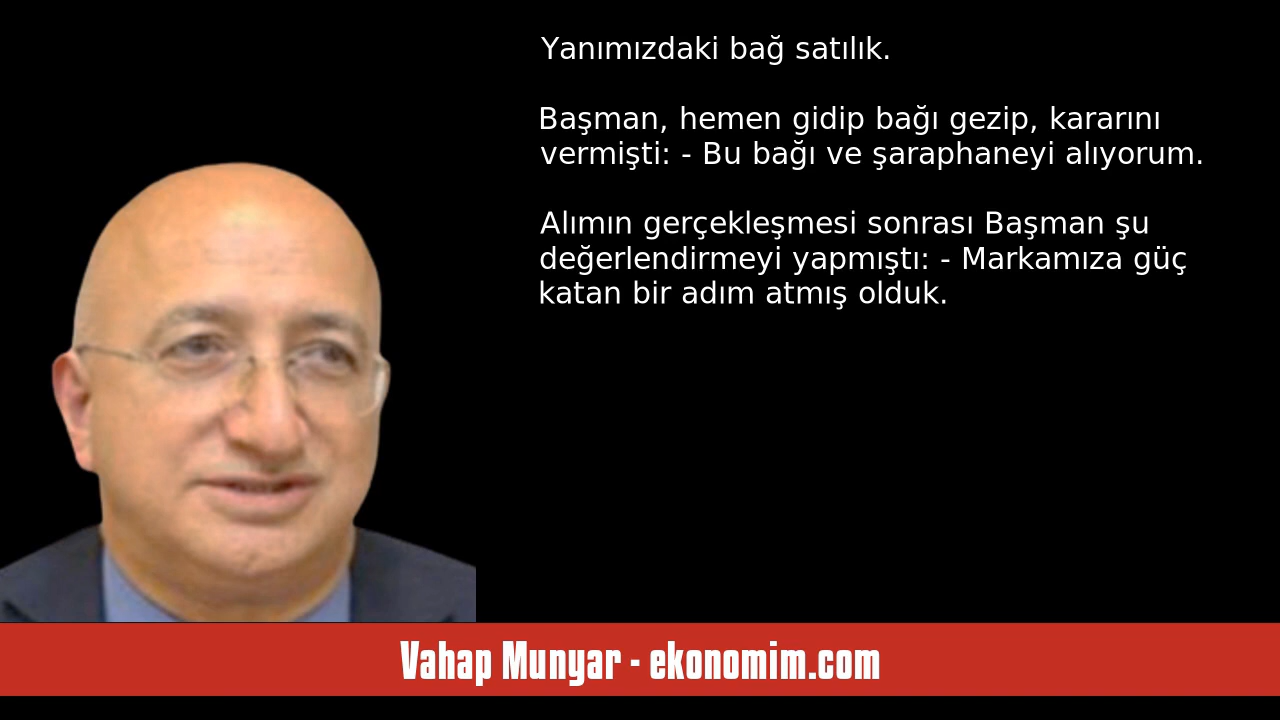 Yanımızdaki bağ satılık.
Başman, hemen gidip bağı gezip, kararını
vermişti: - Bu bağı ve şaraphaneyi alıyorum.
Alımın gerçekleşmesi sonrası Başman şu
değerlendirmeyi yapmıştı: - Markamıza güç
katan bir adım atmış olduk.
Vahap Munyar - ekonomim.com